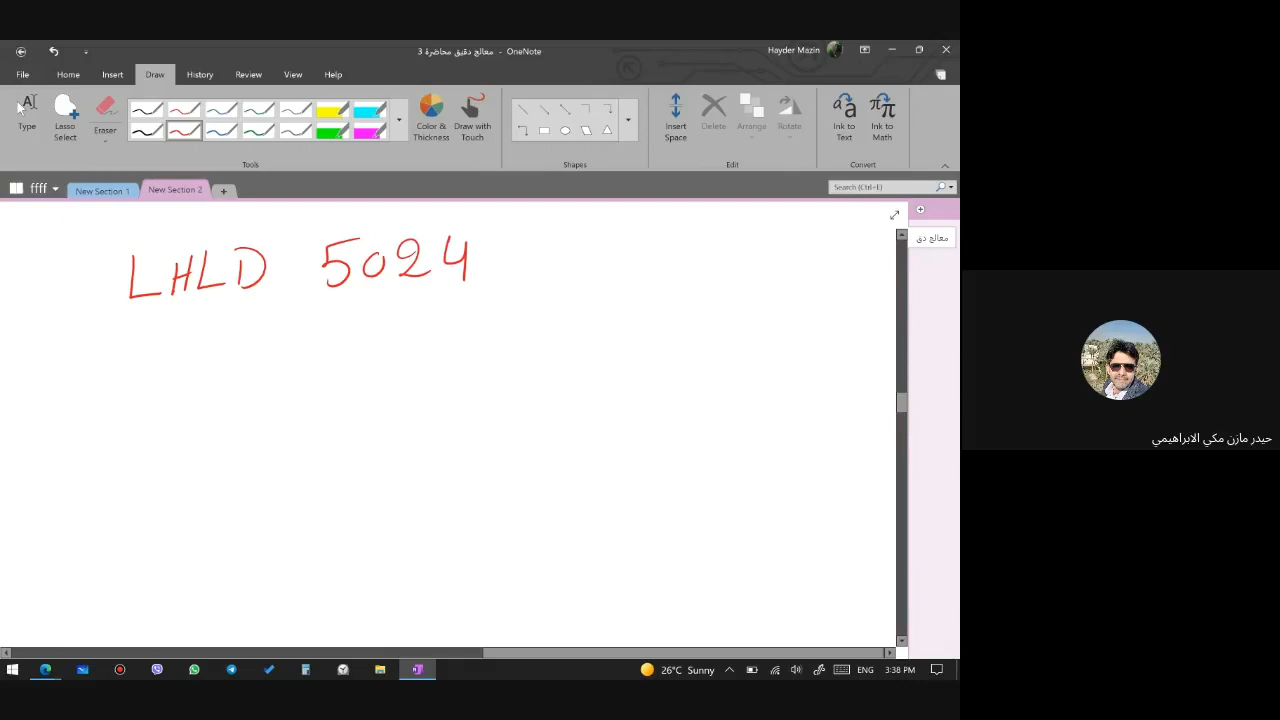 معالج دقيق محاضرة 3 - OneNote
Hayder Mazin
File Home Insert Draw History Review View Help
Type
Lasso Select
Eraser
Color & Thickness
Draw with Touch
Insert Space
Delete
Arrange
Rotate
Ink to Text
Ink to Math
Tools
Shapes
Edit
Convert
ffff
New Section 1
New Section 2
Search (Ctrl+E)
معالج دق
LHLD 5024
حيدر مازن مكي الابراهيمي
26°C Sunny
ENG
3:38 PM